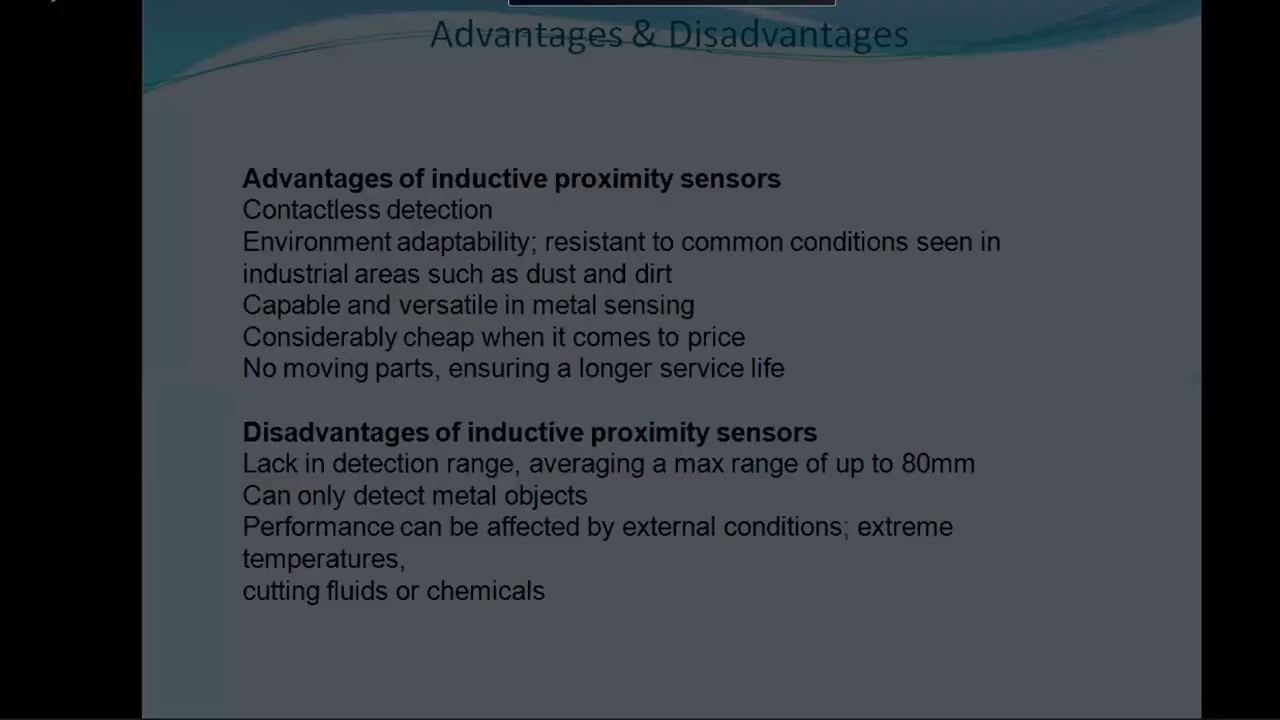 Advantages & Disadvantages
Advantages of inductive proximity sensors
Contactless detection
Environment adaptability; resistant to common conditions seen in
industrial areas such as dust and dirt
Capable and versatile in metal sensing
Considerably cheap when it comes to price
No moving parts, ensuring a longer service life
Disadvantages of inductive proximity sensors
Lack in detection range, averaging a max range of up to 80mm
Can only detect metal objects
Performance can be affected by external conditions; extreme
temperatures,
cutting fluids or chemicals